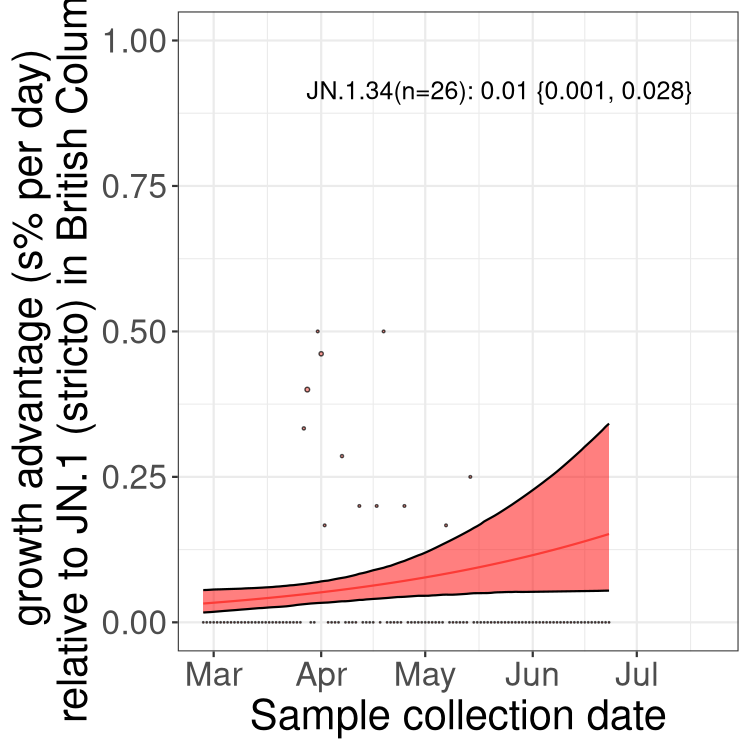 growth advantage (s% per day)
relative to JN.1 (stricto) in British Colum
1.00
0.75
0.50
0.25
0.00
JN.1.34(n=26): 0.01 {0.001, 0.028}
Mar Apr May Jun Jul
Sample collection date